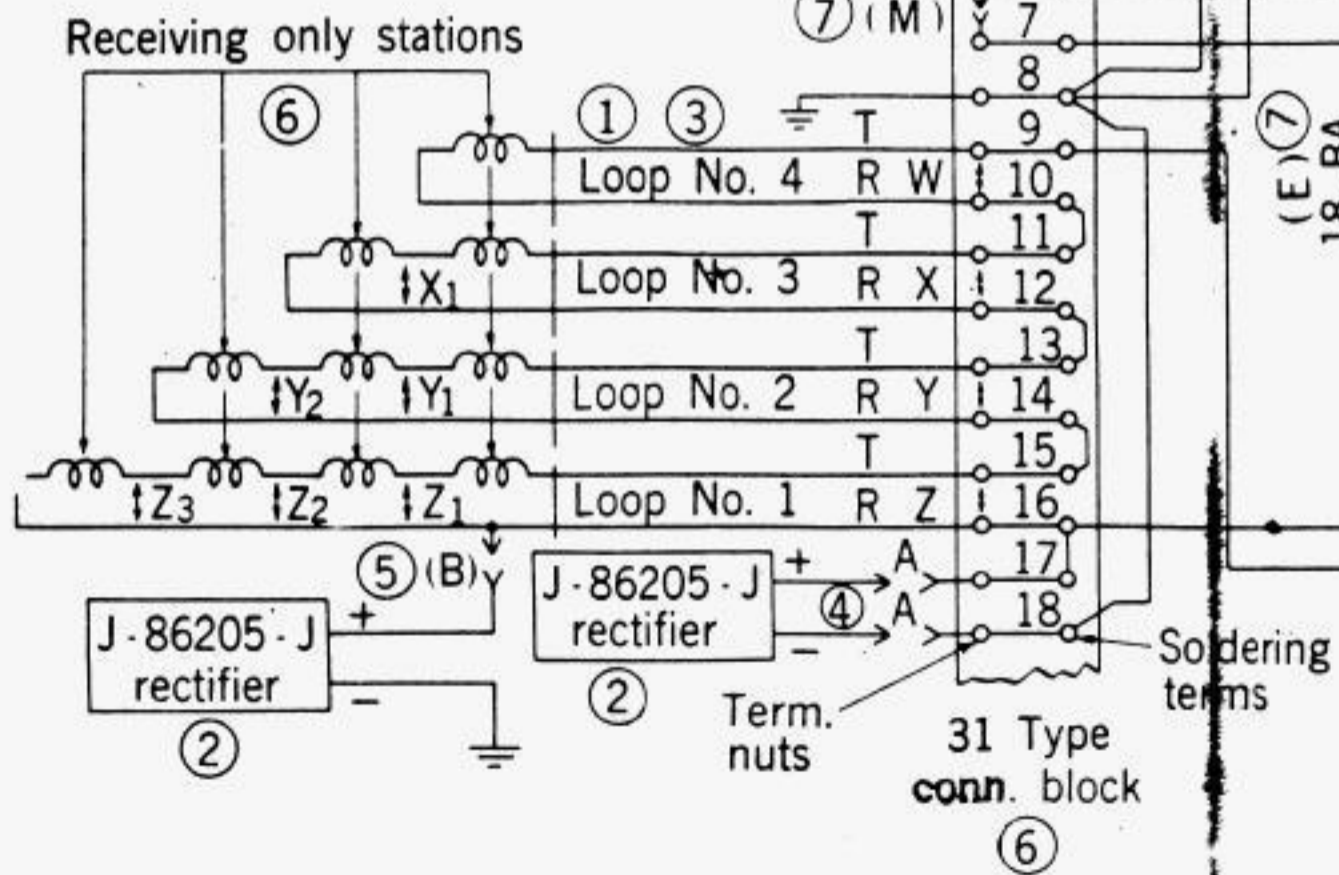 Receiving only stations
⑥
⑦ (M)
Y
7
8
9
10
11
12
13
14
15
16
17
18
① ③
T
Loop No. 4 R W
T
Loop No. 3 R X
T
Loop No. 2 R Y
T
Loop No. 1 R Z
X1
Y2 Y1
Z3 Z2 Z1
⑤ (B) Y
J-86205-J
rectifier
+
-
②
J-86205-J
rectifier
+
-
②
④
A
A
Term.
nuts
Soldering
terms
31 Type
conn. block
⑥
(E) ⑦